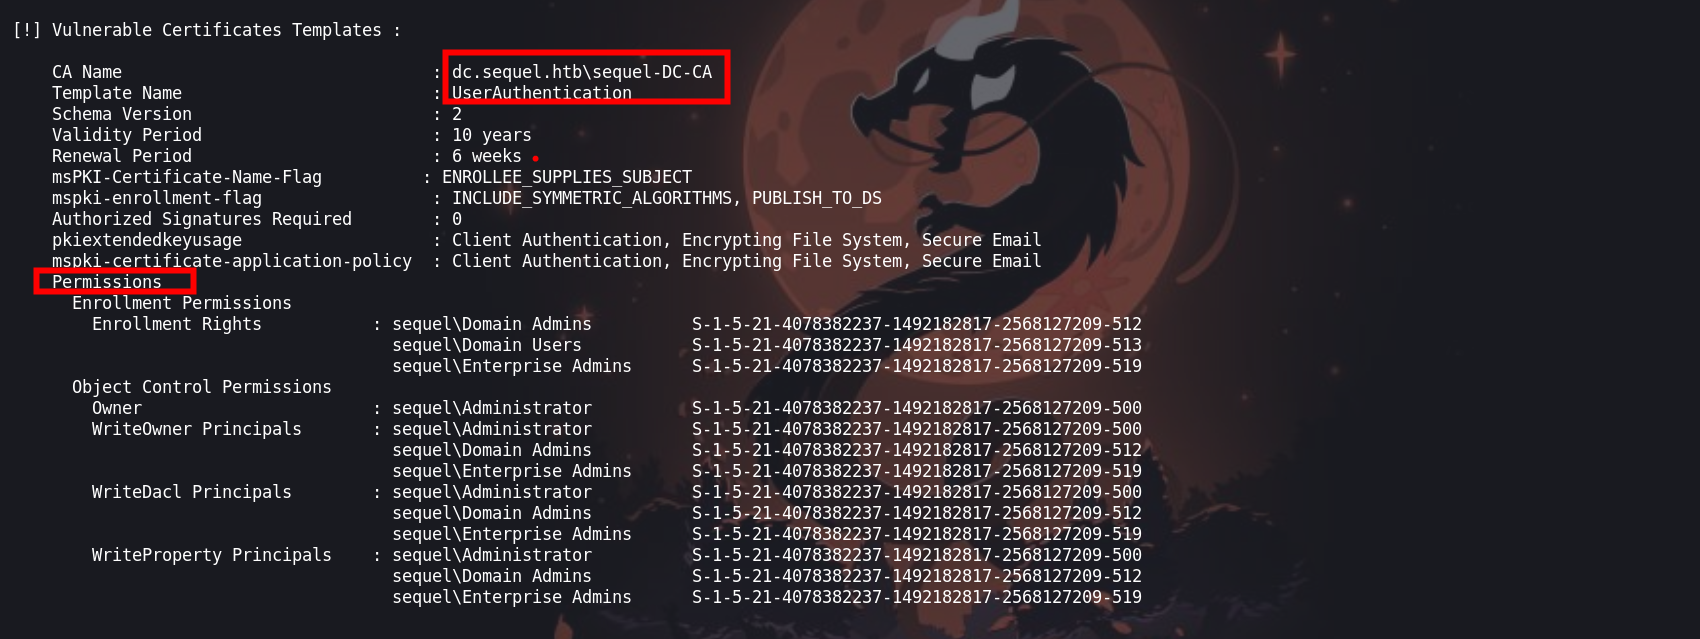 [!] Vulnerable Certificates Templates :
CA Name : dc.sequel.htb\sequel-DC-CA
Template Name : UserAuthentication
Schema Version : 2
Validity Period : 10 years
Renewal Period : 6 weeks
msPKI-Certificate-Name-Flag : ENROLLEE_SUPPLIES_SUBJECT
mspki-enrollment-flag : INCLUDE_SYMMETRIC_ALGORITHMS, PUBLISH_TO_DS
Authorized Signatures Required : 0
pkiextendedkeyusage : Client Authentication, Encrypting File System, Secure Email
mspki-certificate-application-policy : Client Authentication, Encrypting File System, Secure Email
Permissions
Enrollment Permissions
Enrollment Rights : sequel\Domain Admins S-1-5-21-4078382237-1492182817-2568127209-512
sequel\Domain Users S-1-5-21-4078382237-1492182817-2568127209-513
sequel\Enterprise Admins S-1-5-21-4078382237-1492182817-2568127209-519
Object Control Permissions
Owner : sequel\Administrator S-1-5-21-4078382237-1492182817-2568127209-500
WriteOwner Principals : sequel\Administrator S-1-5-21-4078382237-1492182817-2568127209-500
sequel\Domain Admins S-1-5-21-4078382237-1492182817-2568127209-512
sequel\Enterprise Admins S-1-5-21-4078382237-1492182817-2568127209-519
WriteDacl Principals : sequel\Administrator S-1-5-21-4078382237-1492182817-2568127209-500
sequel\Domain Admins S-1-5-21-4078382237-1492182817-2568127209-512
sequel\Enterprise Admins S-1-5-21-4078382237-1492182817-2568127209-519
WriteProperty Principals : sequel\Administrator S-1-5-21-4078382237-1492182817-2568127209-500
sequel\Domain Admins S-1-5-21-4078382237-1492182817-2568127209-512
sequel\Enterprise Admins S-1-5-21-4078382237-1492182817-2568127209-519